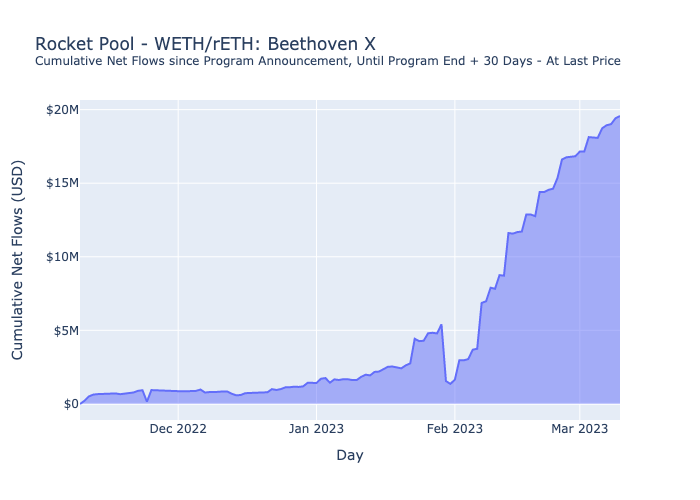 Rocket Pool - WETH/rETH: Beethoven X
Cumulative Net Flows since Program Announcement, Until Program End + 30 Days - At Last Price
Cumulative Net Flows (USD)
$20M
$15M
$10M
$5M
$0
Dec 2022
Jan 2023
Feb 2023
Mar 2023
Day